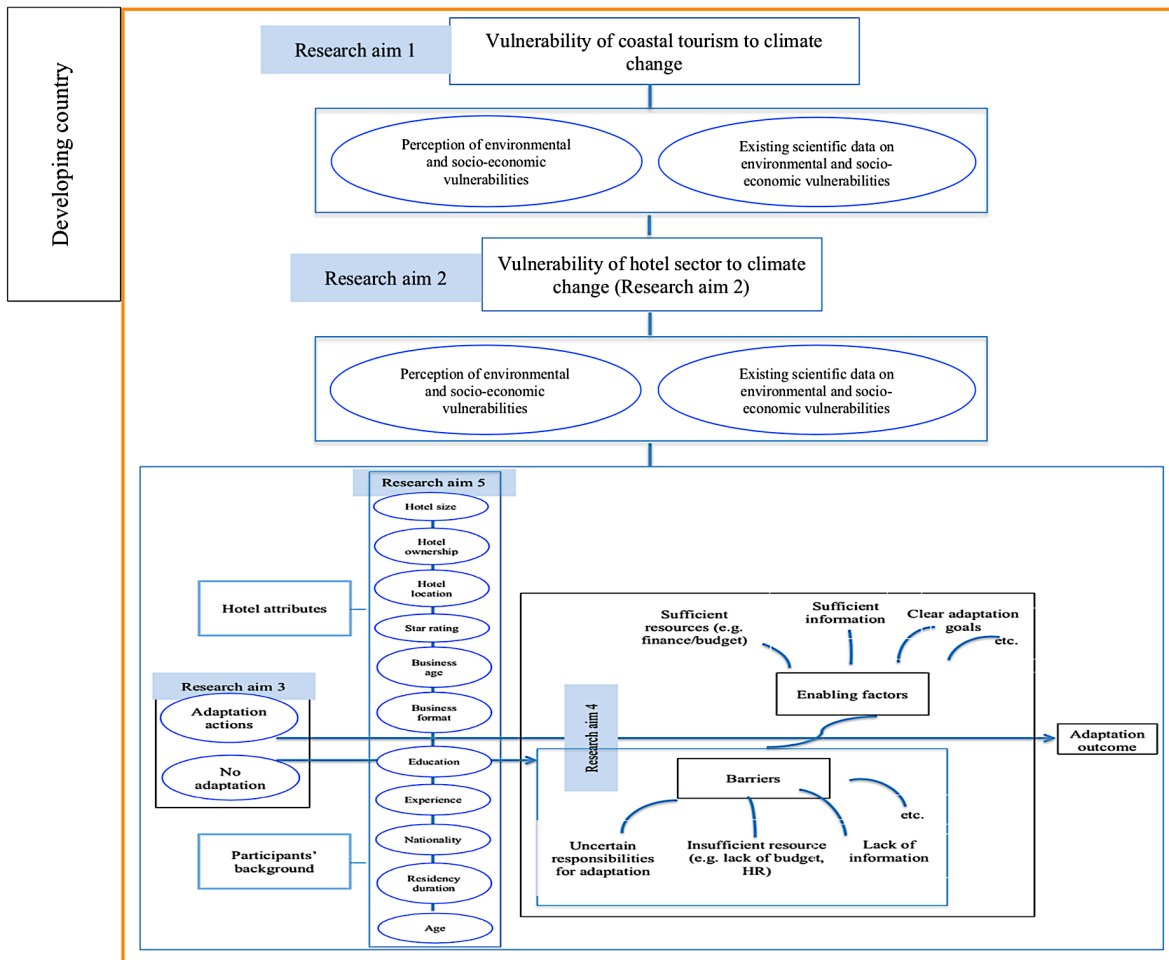 Developing country
Research aim 1
Vulnerability of coastal tourism to climate
change
Perception of environmental
and socio-economic
vulnerabilities
Existing scientific data on
environmental and socio-
economic vulnerabilities
Research aim 2
Vulnerability of hotel sector to climate
change (Research aim 2)
Perception of environmental
and socio-economic
vulnerabilities
Existing scientific data on
environmental and socio-
economic vulnerabilities
Research aim 5
Hotel size
Hotel
ownership
Hotel
location
Star rating
Business
age
Business
format
Education
Experience
Nationality
Residency
duration
Age
Hotel attributes
Research aim 3
Adaptation
actions
No
adaptation
Participants'
background
Research aim 4
Sufficient
resources (e.g.
finance/budget)
Sufficient
information
Clear adaptation
goals
etc.
Enabling factors
Barriers
etc.
Uncertain
responsibilities
for adaptation
Insufficient resource
(e.g. lack of budget,
HR)
Lack of
information
Adaptation
outcome